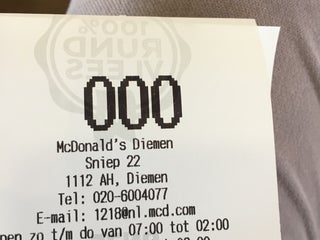 100%
RUND
VLEES
000
McDonald's Diemen
Sniep 22
1112 AH, Diemen
Tel: 020-6004077
E-mail: 1218@nl.mcd.com
pen zo t/m do van 07:00 tot 02:00